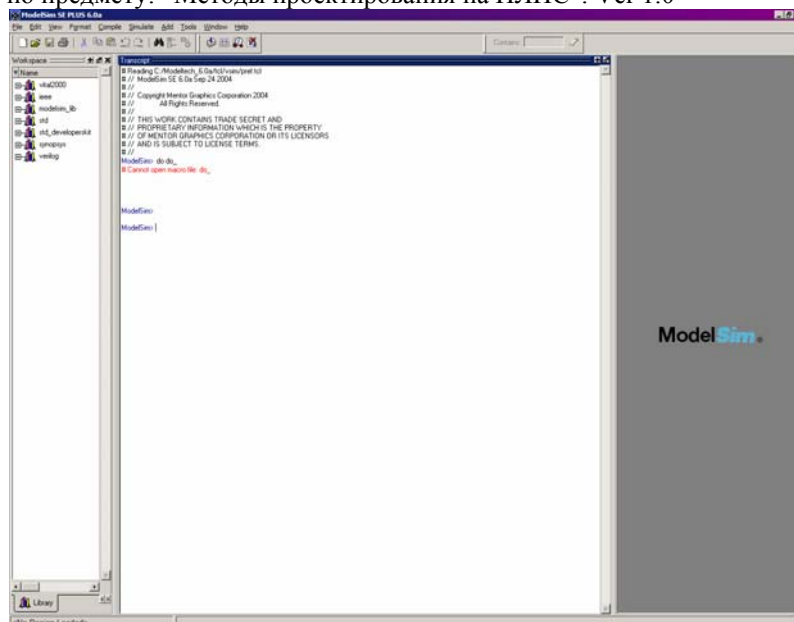 по предмету: "Методы проектирования на ПЛИС". Ver 1.0
ModelSim SE PLUS 6.0a
File Edit View Format Compile Simulate Add Tools Window Help
Contains:
Workspace
Transcript
Name
vital2000
ieee
modelsim_lib
std
std_developerskit
synopsys
verilog
# Reading C:/Modeltech_6.0a/tcl/vsim/pref.tcl
# // ModelSim SE 6.0a Sep 24 2004
# //
# // Copyright Mentor Graphics Corporation 2004
# // All Rights Reserved.
# //
# // THIS WORK CONTAINS TRADE SECRET AND
# // PROPRIETARY INFORMATION WHICH IS THE PROPERTY
# // OF MENTOR GRAPHICS CORPORATION OR ITS LICENSORS
# // AND IS SUBJECT TO LICENSE TERMS.
# //
ModelSim> do do_
# Cannot open macro file: do_
ModelSim>
ModelSim>
ModelSim
Library
<No Design Loaded>